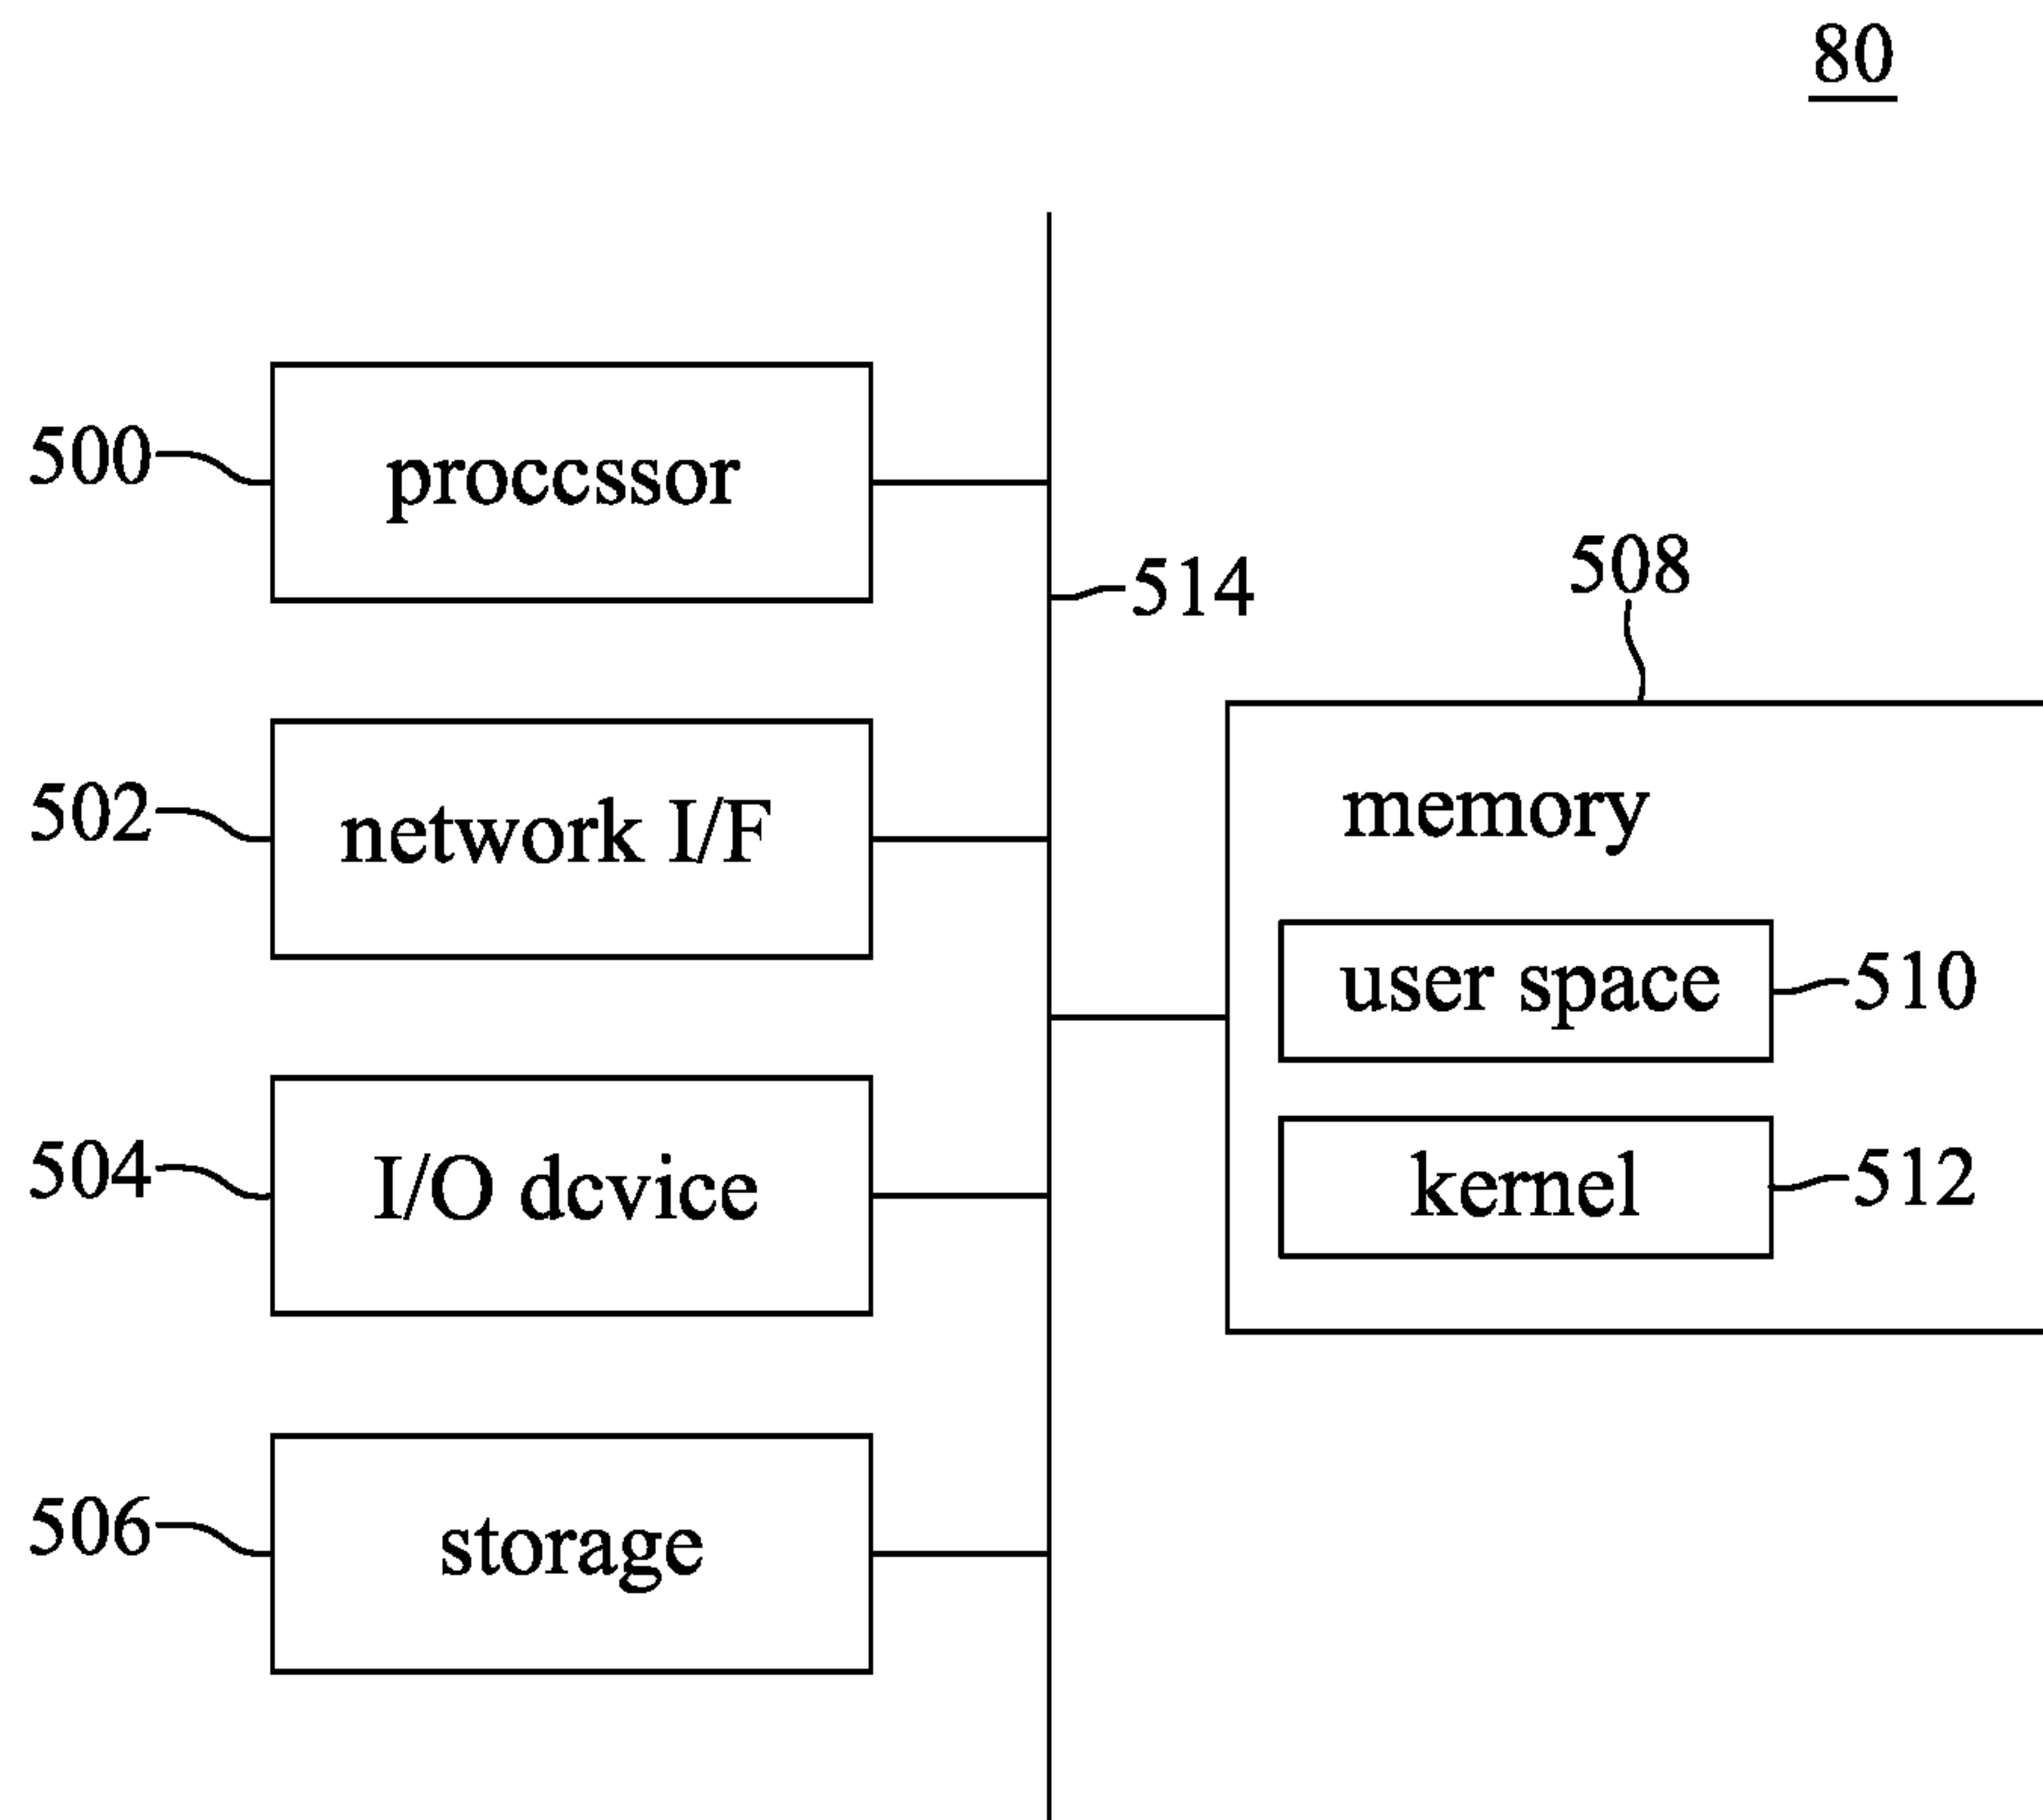 80
500
proccssor
514
508
502
network I/F
memory
user space
510
504
I/O dcvice
kernel
512
506
storage